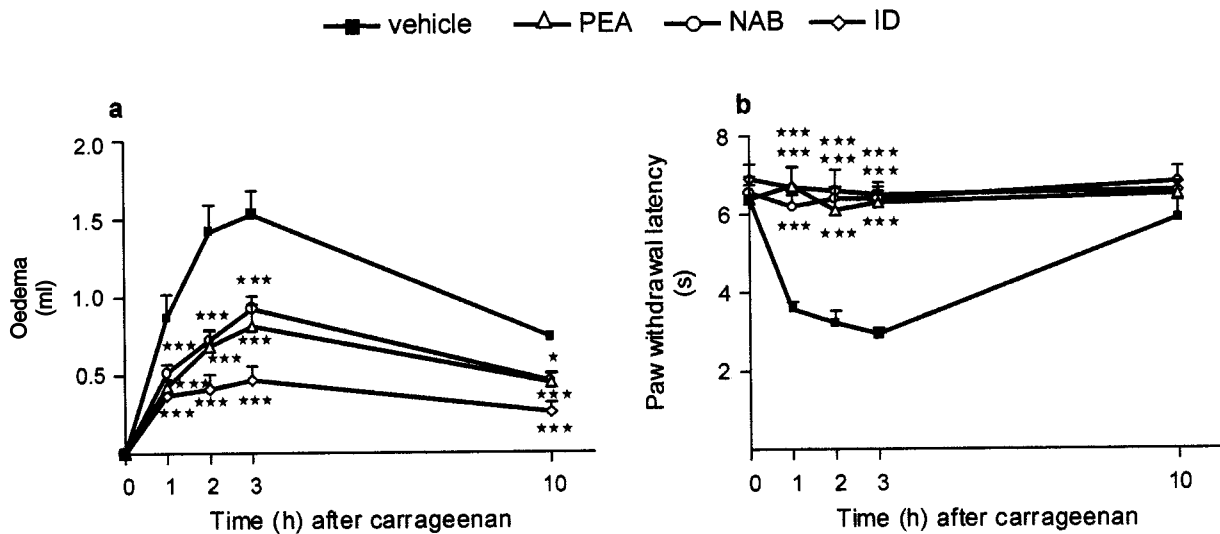 vehicle PEA NAB ID
a
2.0
1.5
1.0
0.5
Oedema
(ml)
***
***
***
***
***
***
****
***
***
***
*
***
***
0 1 2 3 10
Time (h) after carrageenan
b
8
6
4
2
Paw withdrawal latency
(s)
*** *** ***
*** *** ***
*** *** ***
0 1 2 3 10
Time (h) after carrageenan